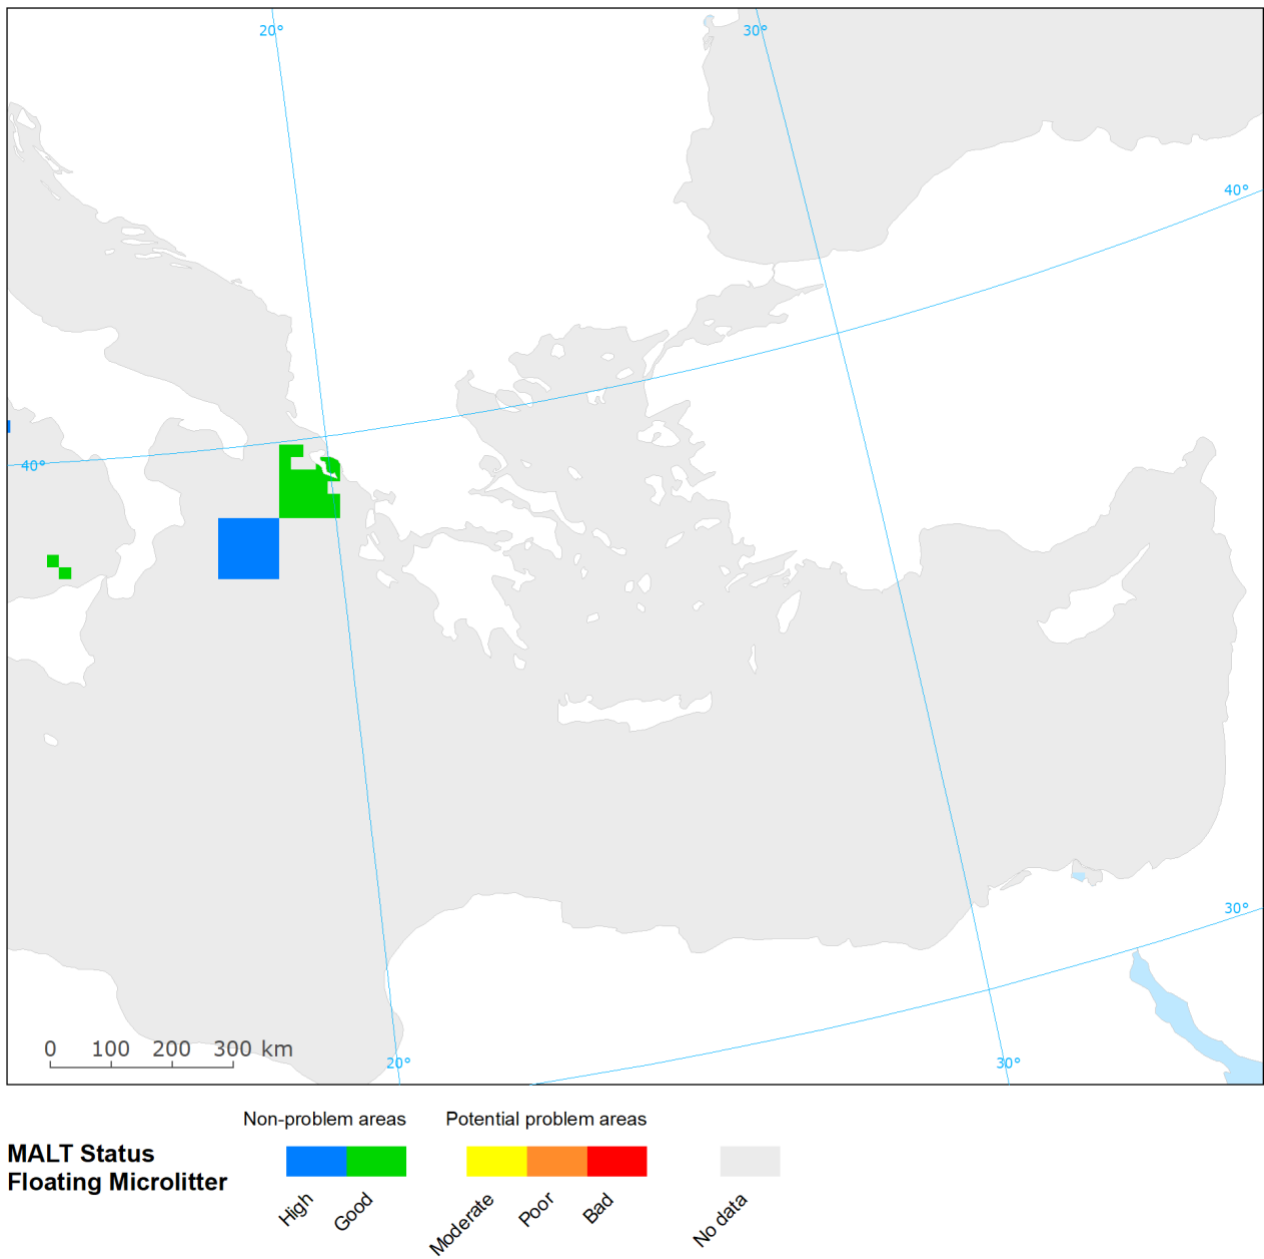 20°
30°
40°
40°
30°
0 100 200 300 km
20°
30°
Non-problem areas
Potential problem areas
MALT Status
Floating Microlitter
High
Good
Moderate
Poor
Bad
No data